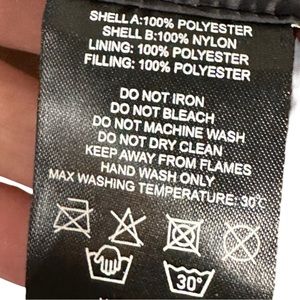 SHELL A:100% POLYESTER
SHELL B:100% NYLON
LINING: 100% POLYESTER
FILLING: 100% POLYESTER
DO NOT IRON
DO NOT BLEACH
DO NOT MACHINE WASH
DO NOT DRY CLEAN
KEEP AWAY FROM FLAMES
HAND WASH ONLY
MAX WASHING TEMPERATURE: 30℃
30°